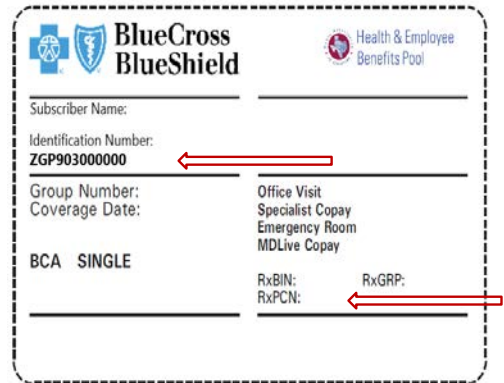 BlueCross
BlueShield
Health & Employee
Benefits Pool
Subscriber Name:
Identification Number:
ZGP903000000
Group Number:
Coverage Date:
BCA SINGLE
Office Visit
Specialist Copay
Emergency Room
MDLive Copay
RxBIN: RxGRP:
RxPCN: